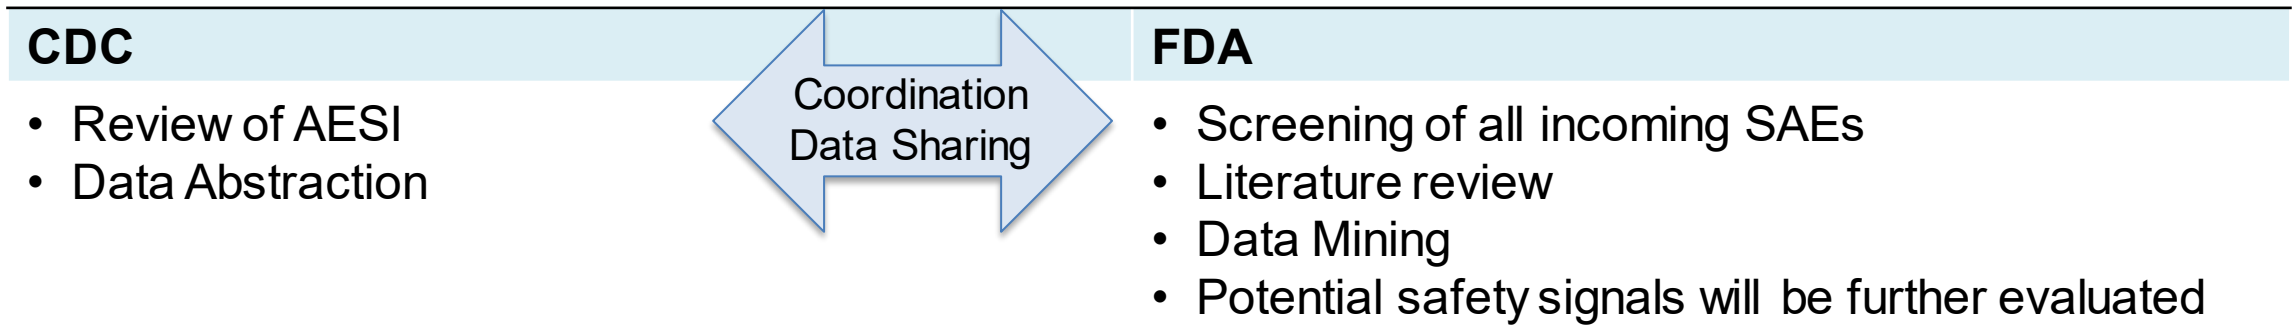 CDC
• Review of AESI
• Data Abstraction
Coordination
Data Sharing
FDA
• Screening of all incoming SAEs
• Literature review
• Data Mining
• Potential safety signals will be further evaluated